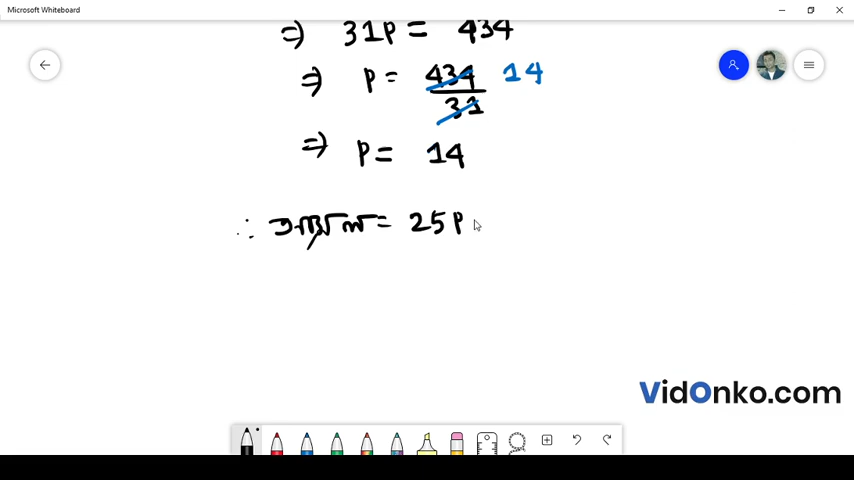 Microsoft Whiteboard
⇒ 31P = 434
⇒ P = 434/31 14
⇒ P = 14
∴ = 25P
VidOnko.com